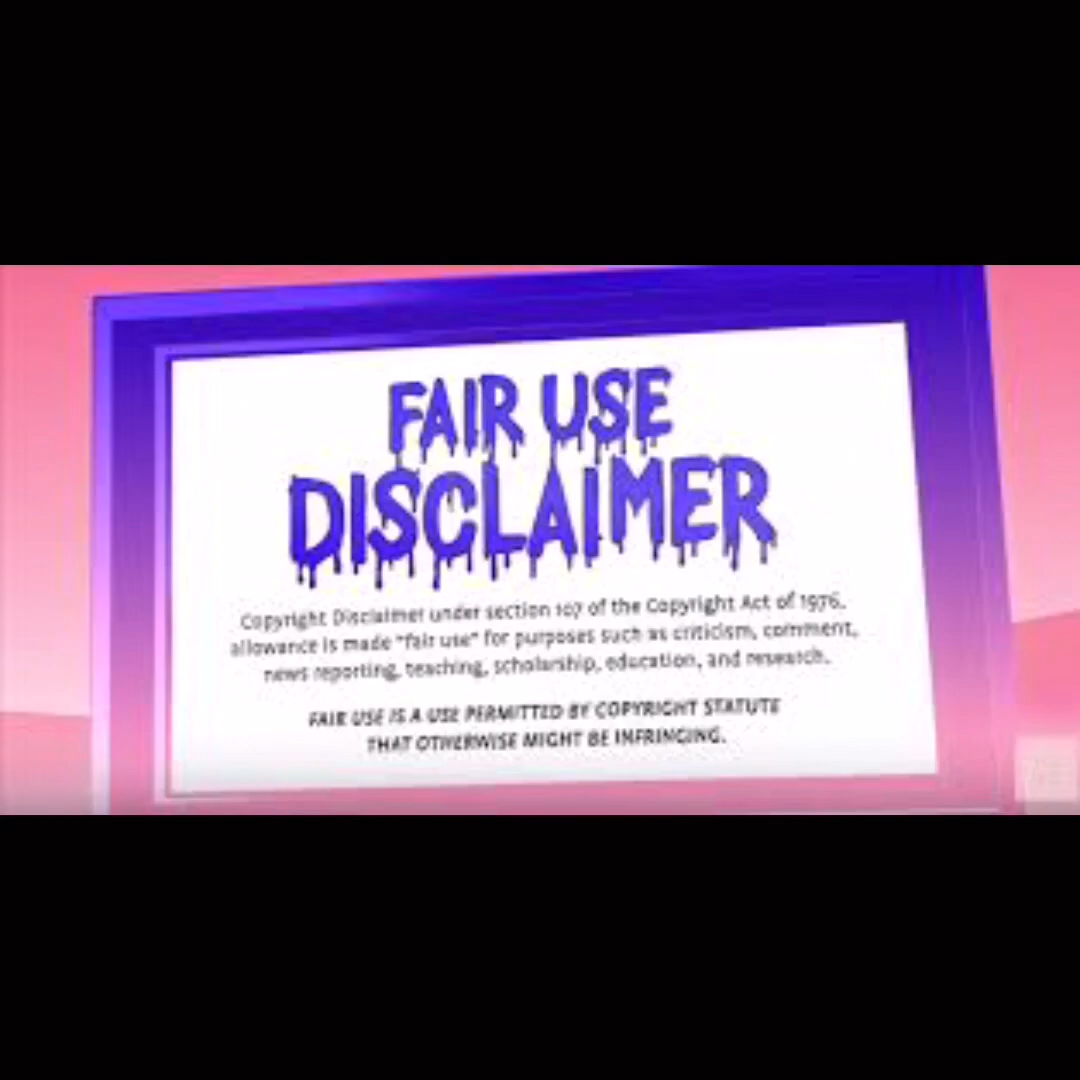 FAIR USE
DISCLAIMER
Copyright Disclaimer under section 107 of the Copyright Act of 1976,
allowance is made "fair use" for purposes such as criticism, comment,
news reporting, teaching, scholarship, education, and research.
FAIR USE IS A USE PERMITTED BY COPYRIGHT STATUTE
THAT OTHERWISE MIGHT BE INFRINGING.